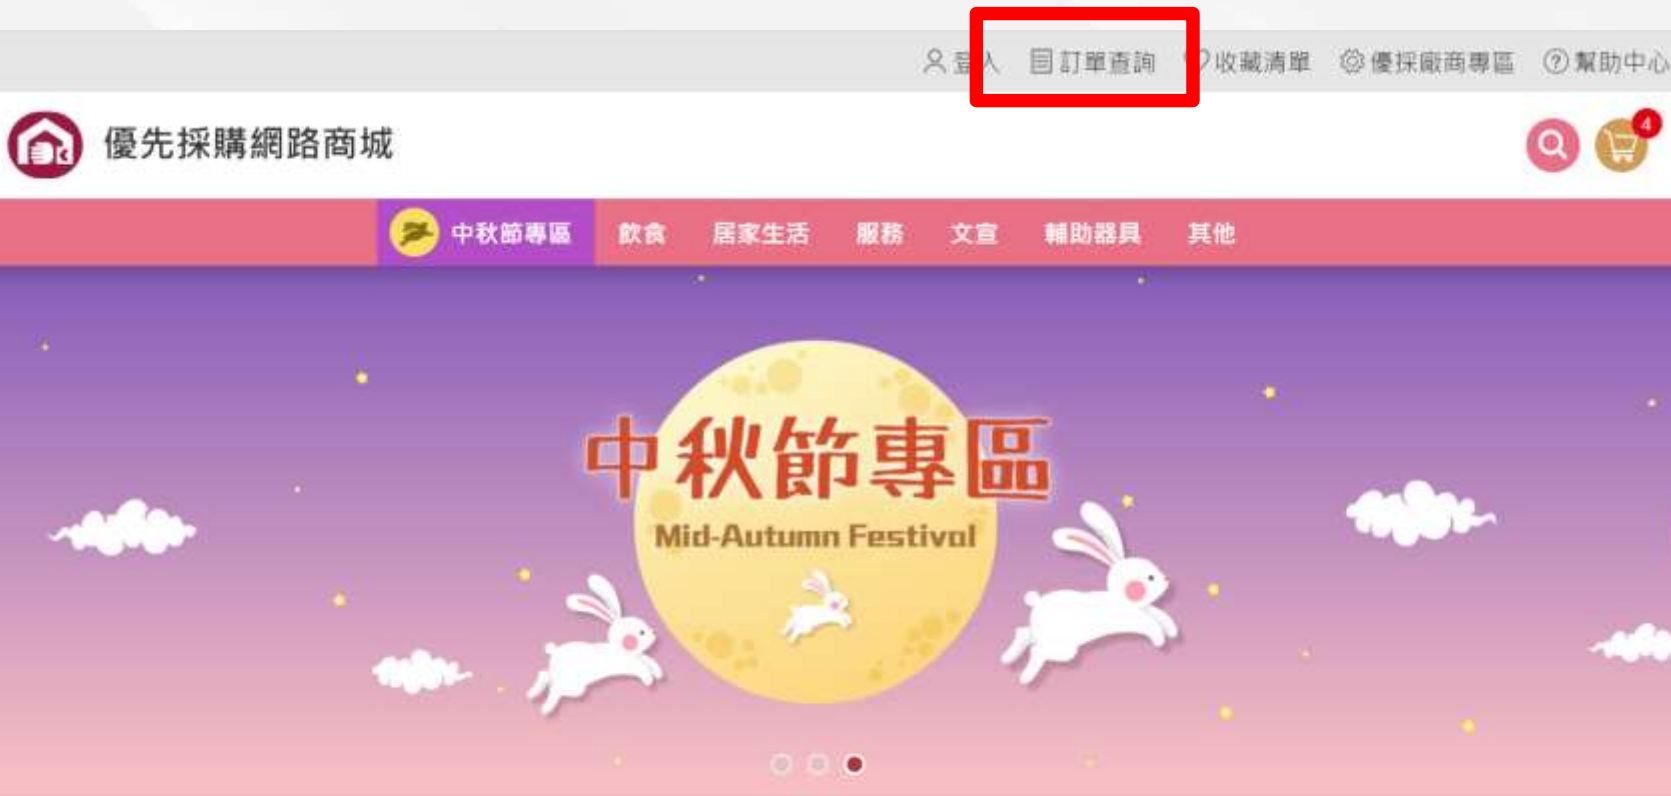 登入 訂單查詢 收藏清單 優採廠商專區 幫助中心
優先採購網路商城
4
中秋節專區 飲食 居家生活 服務 文宣 輔助器具 其他
中秋節專區
Mid-Autumn Festival